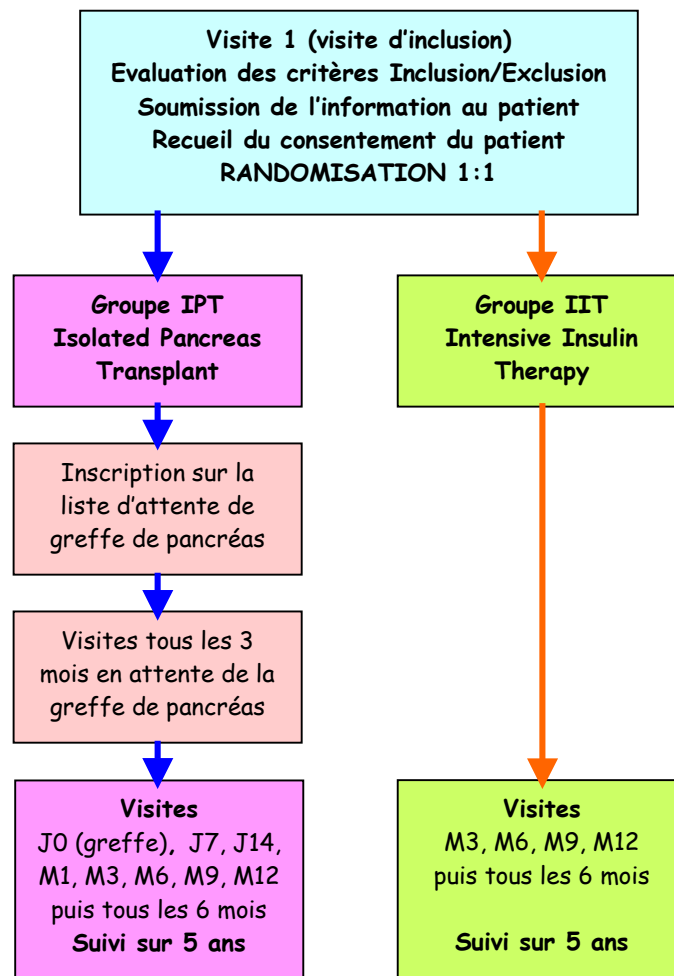 Visite 1 (visite d’inclusion)
Evaluation des critères Inclusion/Exclusion
Soumission de l’information au patient
Recueil du consentement du patient
RANDOMISATION 1:1
Groupe IPT
Isolated Pancreas
Transplant
Groupe IIT
Intensive Insulin
Therapy
Inscription sur la
liste d’attente de
greffe de pancréas
Visites tous les 3
mois en attente de la
greffe de pancréas
Visites
J0 (greffe), J7, J14,
M1, M3, M6, M9, M12
puis tous les 6 mois
Suivi sur 5 ans
Visites
M3, M6, M9, M12
puis tous les 6 mois
Suivi sur 5 ans